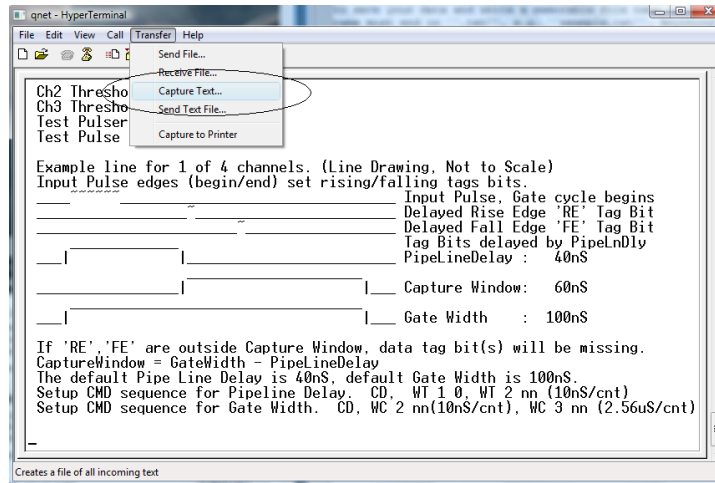 qnet - HyperTerminal
File Edit View Call Transfer Help
Send File...
Receive File...
Capture Text...
Send Text File...
Capture to Printer
Ch2 Thresho
Ch3 Thresho
Test Pulser
Test Pulse
Example line for 1 of 4 channels. (Line Drawing, Not to Scale)
Input Pulse edges (begin/end) set rising/falling tags bits.
Input Pulse, Gate cycle begins
Delayed Rise Edge 'RE' Tag Bit
Delayed Fall Edge 'FE' Tag Bit
Tag Bits delayed by PipeLnDly
PipeLineDelay : 40nS
Capture Window: 60nS
Gate Width : 100nS
If 'RE','FE' are outside Capture Window, data tag bit(s) will be missing.
CaptureWindow = GateWidth - PipeLineDelay
The default Pipe Line Delay is 40nS, default Gate Width is 100nS.
Setup CMD sequence for Pipeline Delay. CD, WT 1 0, WT 2 nn (10nS/cnt)
Setup CMD sequence for Gate Width. CD, WC 2 nn(10nS/cnt), WC 3 nn (2.56uS/cnt)
Creates a file of all incoming text